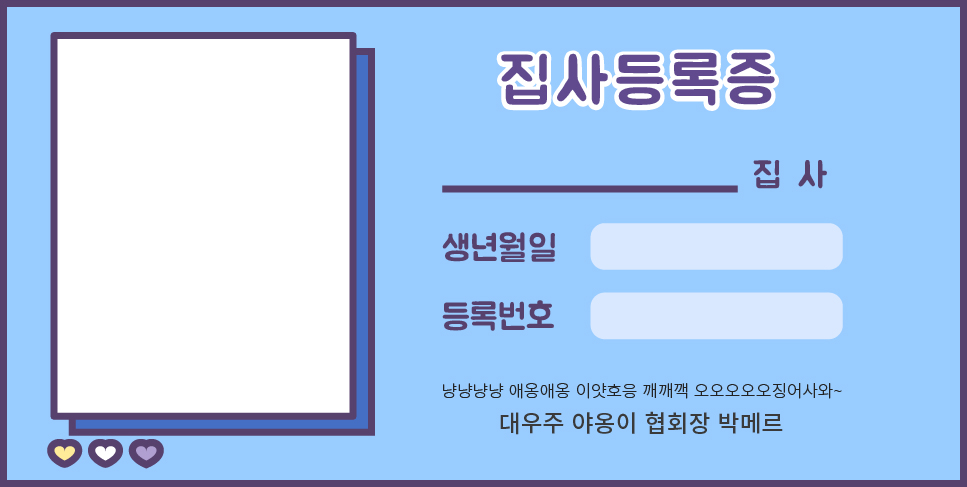 집사등록증
집 사
생년월일
등록번호
냥냥냥냥 애옹애옹 이얏호응 깨깨깩 오오오오오징어사와~
대우주 야옹이 협회장 박메르